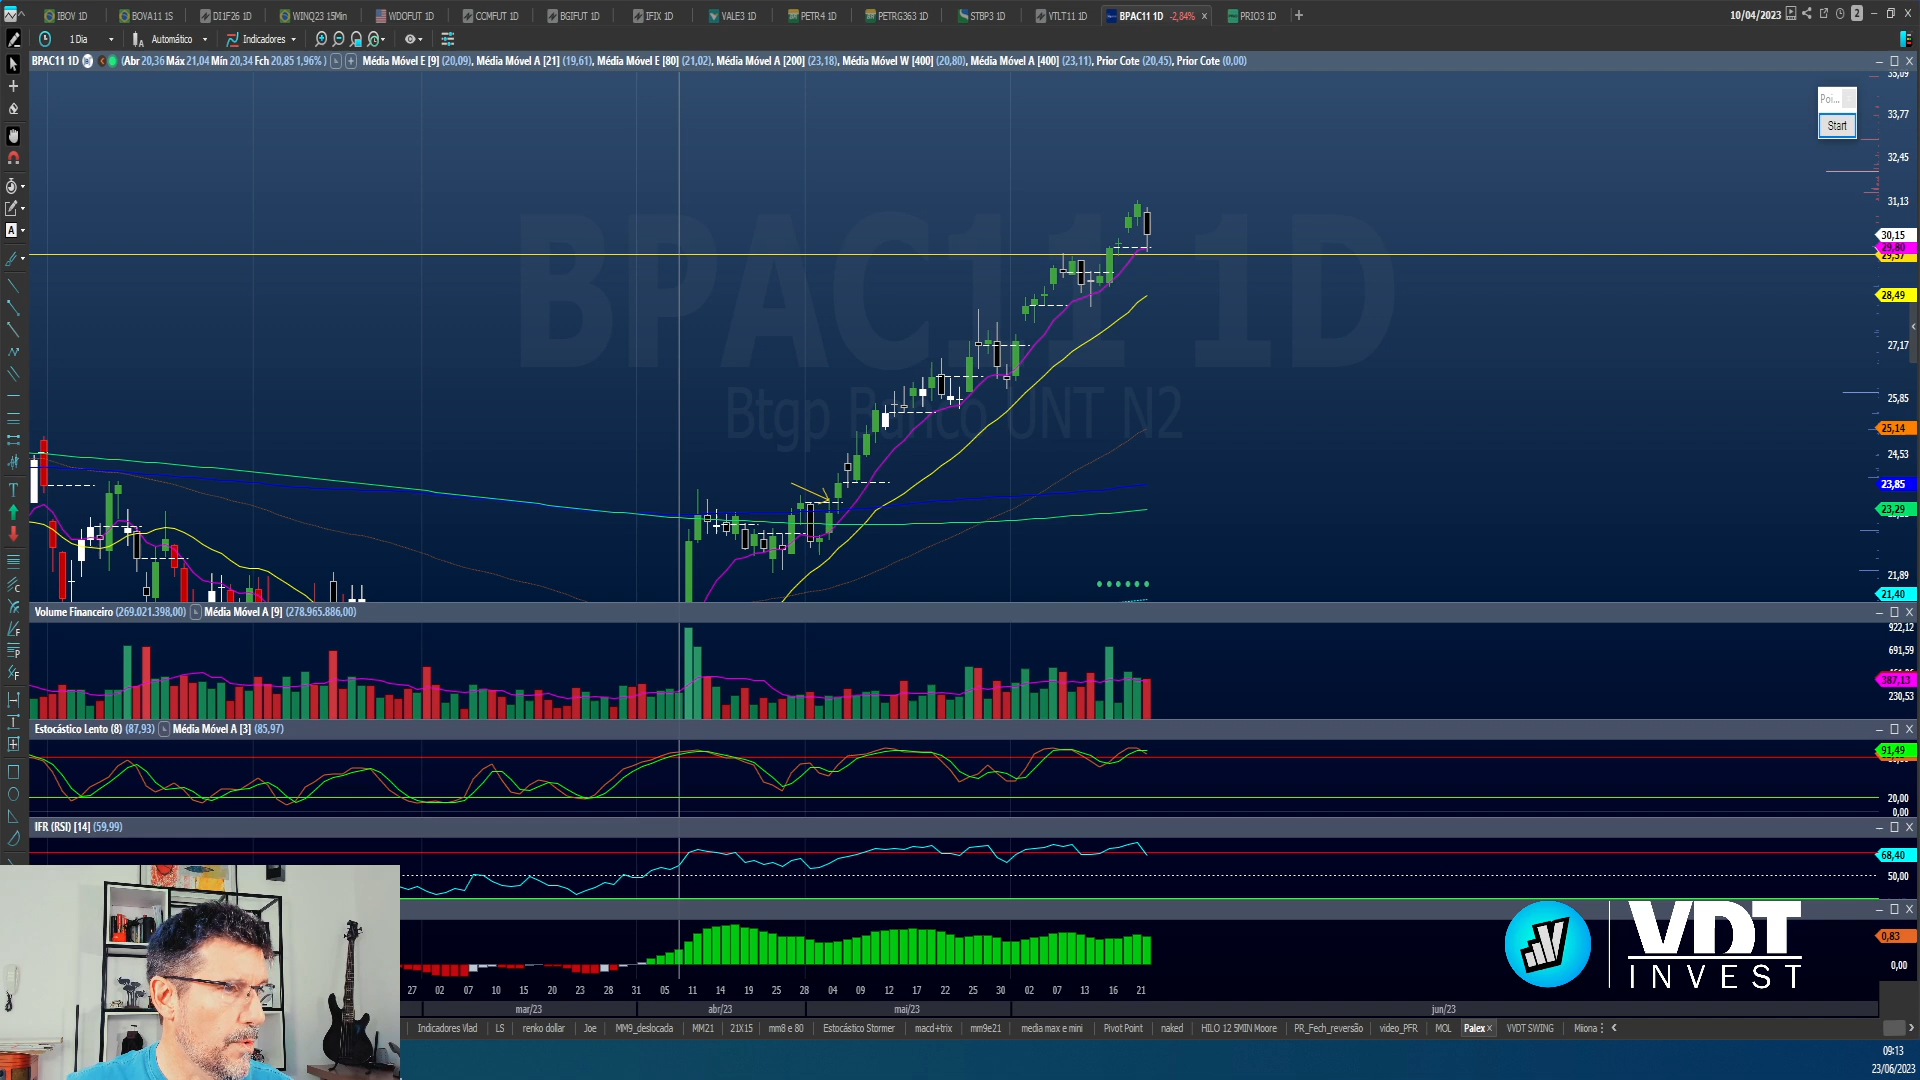 IBOV 1D BOVA11 1S DI1F26 1D WINQ23 15Min WDOFUT 1D CCMFUT 1D BGIFUT 1D IFIX 1D VALE3 1D PETR4 1D PETRG363 1D STBP3 1D VTLT11 1D BPAC11 1D -2,84% x PRIO3 1D + 10/04/2023 2
1 Dia Automático Indicadores
BPAC11 1D (Abr 20,36 Máx 21,04 Mín 20,34 Fch 20,85 1,96% ) Média Móvel E [9] (20,09), Média Móvel A [21] (19,61), Média Móvel E [80] (21,02), Média Móvel A [200] (23,18), Média Móvel W [400] (20,80), Média Móvel A [400] (23,11), Prior Cote (20,45), Prior Cote (0,00)
Poi...
Start
33,77
32,45
31,13
30,15
29,80
29,57
28,49
27,17
25,85
25,14
24,53
23,85
23,29
21,89
21,40
BPAC11 1D
Btgp Banco UNT N2
Volume Financeiro (269.021.398,00) Média Móvel A [9] (278.965.886,00)
922,12
691,59
387,13
230,53
Estocástico Lento (8) (87,93) Média Móvel A [3] (85,97)
91,49
20,00
0,00
IFR (RSI) [14] (59,99)
68,40
50,00
VDT
INVEST
0,83
0,00
27 02 07 10 15 20 23 28 31 05 11 14 19 25 28 04 09 12 17 22 25 30 02 07 13 16 21
mar/23 abr/23 mai/23 jun/23
Indicadores Vlad LS renko dollar Joe MM9_deslocada MM21 21X15 mm8 e 80 Estocástico Stormer macd+trix mm9e21 media max e mini Pivot Point naked HILO 12 5MIN Moore PR_Fech_reversão video_PFR MOL Palex x VVDT SWING Miiona
09:13
23/06/2023